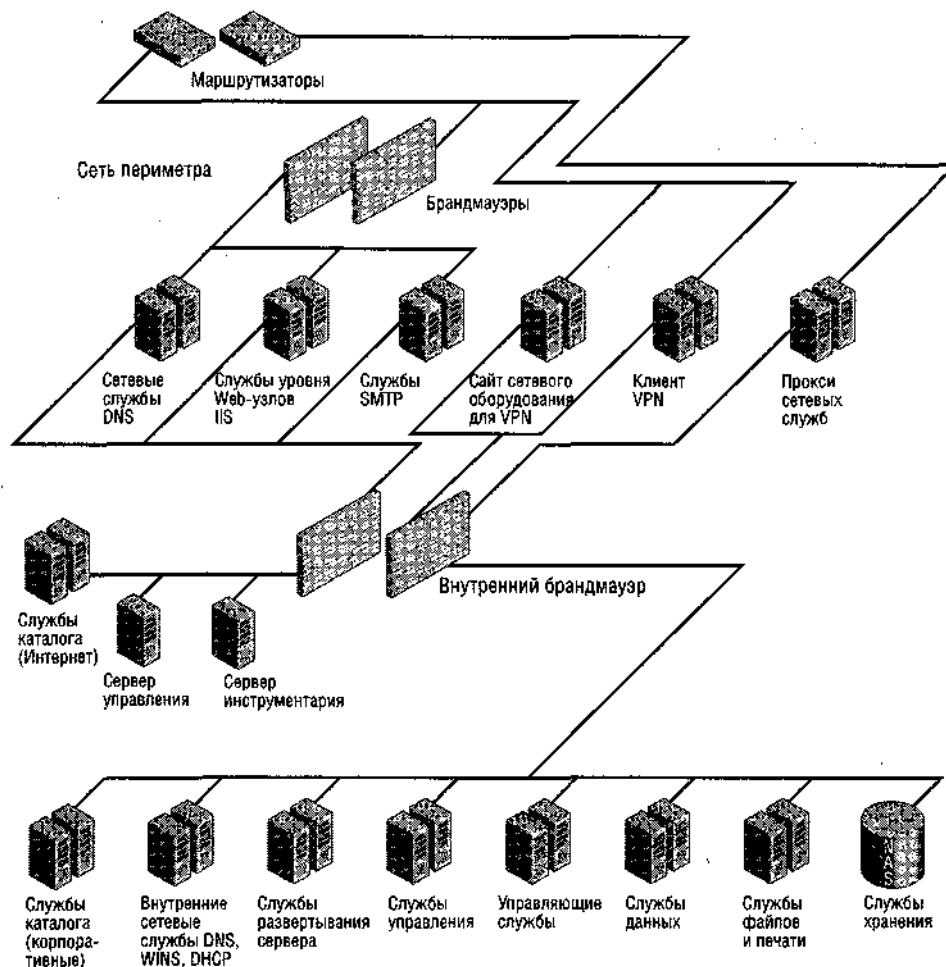 Маршрутизаторы
Сеть периметра
Брандмауэры
Сетевые
службы
DNS
Службы уровня
Web-узлов
IIS
Службы
SMTP
Сайт сетевого
оборудования
для VPN
Клиент
VPN
Прокси
сетевых
служб
Внутренний брандмауэр
Службы
каталога
(Интернет)
Сервер
управления
Сервер
инструментария
NAS
Службы
каталога
(корпора-
тивные)
Внутренние
сетевые
службы DNS,
WINS, DHCP
Службы
развертывания
сервера
Службы
управления
Управляющие
службы
Службы
данных
Службы
файлов
и печати
Службы
хранения